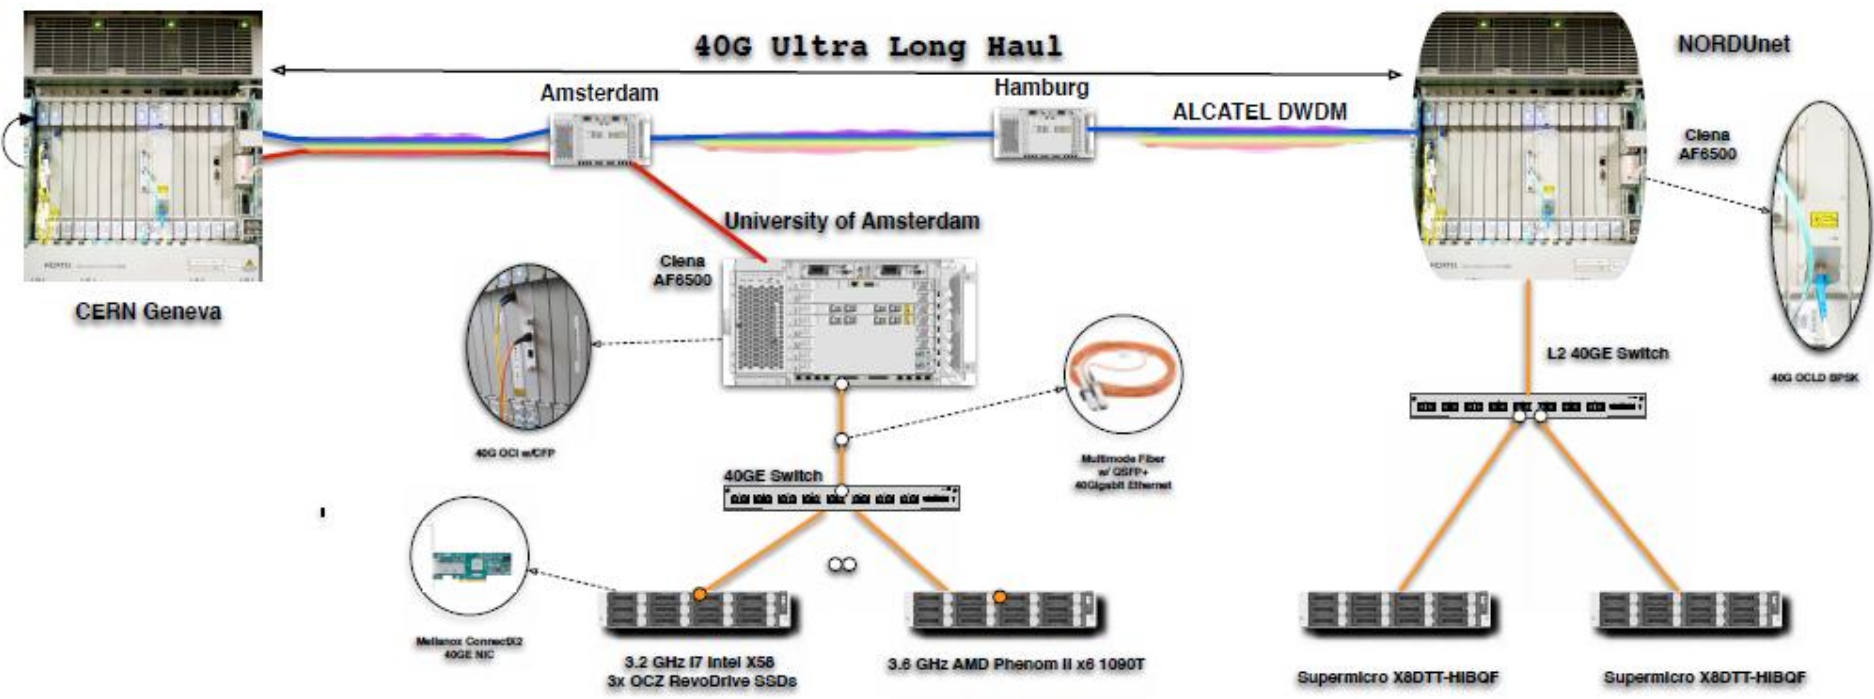 40G Ultra Long Haul
NORDUnet
Amsterdam
Hamburg
ALCATEL DWDM
Ciena
AF6500
University of Amsterdam
Ciena
AF6500
CERN Geneva
L2 40GE Switch
40G OCLD BPSK
40G OCI w/CFP
Multimode Fiber
w/ QSFP+
40Gigabit Ethernet
40GE Switch
Mellanox ConnectX2
40GE NIC
3.2 GHz i7 Intel X58
3x OCZ RevoDrive SSDs
3.6 GHz AMD Phenom II x6 1090T
Supermicro X8DTT-HIBQF
Supermicro X8DTT-HIBQF
NORTEL
NORTEL